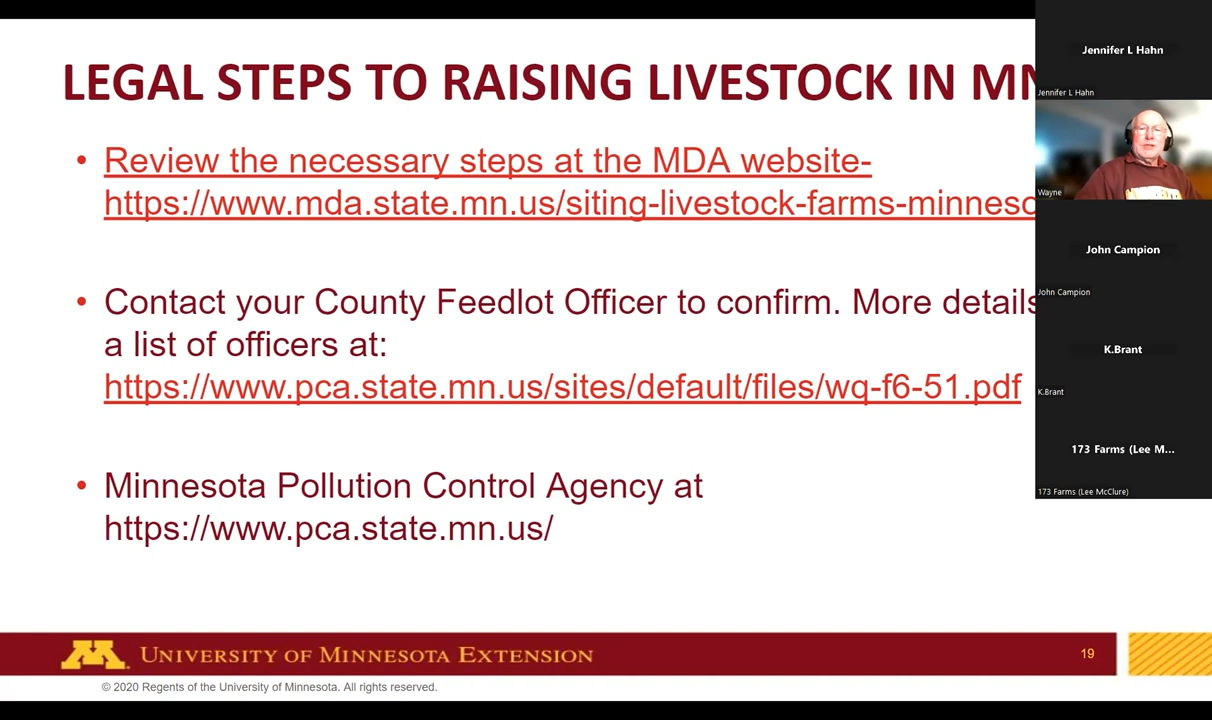 LEGAL STEPS TO RAISING LIVESTOCK IN MN
• Review the necessary steps at the MDA website-
https://www.mda.state.mn.us/siting-livestock-farms-minneso
• Contact your County Feedlot Officer to confirm. More details
a list of officers at:
https://www.pca.state.mn.us/sites/default/files/wq-f6-51.pdf
• Minnesota Pollution Control Agency at
https://www.pca.state.mn.us/
M
UNIVERSITY OF MINNESOTA EXTENSION
19
© 2020 Regents of the University of Minnesota. All rights reserved.
Jennifer L Hahn
Jennifer L Hahn
Wayne
John Campion
John Campion
K.Brant
K.Brant
173 Farms (Lee M...
173 Farms (Lee McClure)